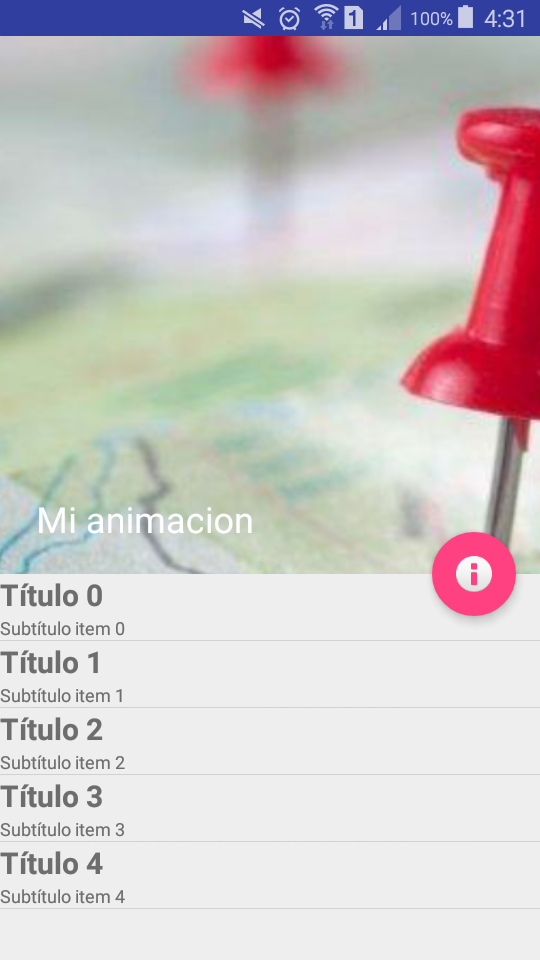 1 100% 4:31
Mi animacion
Título 0
Subtítulo item 0
Título 1
Subtítulo item 1
Título 2
Subtítulo item 2
Título 3
Subtítulo item 3
Título 4
Subtítulo item 4